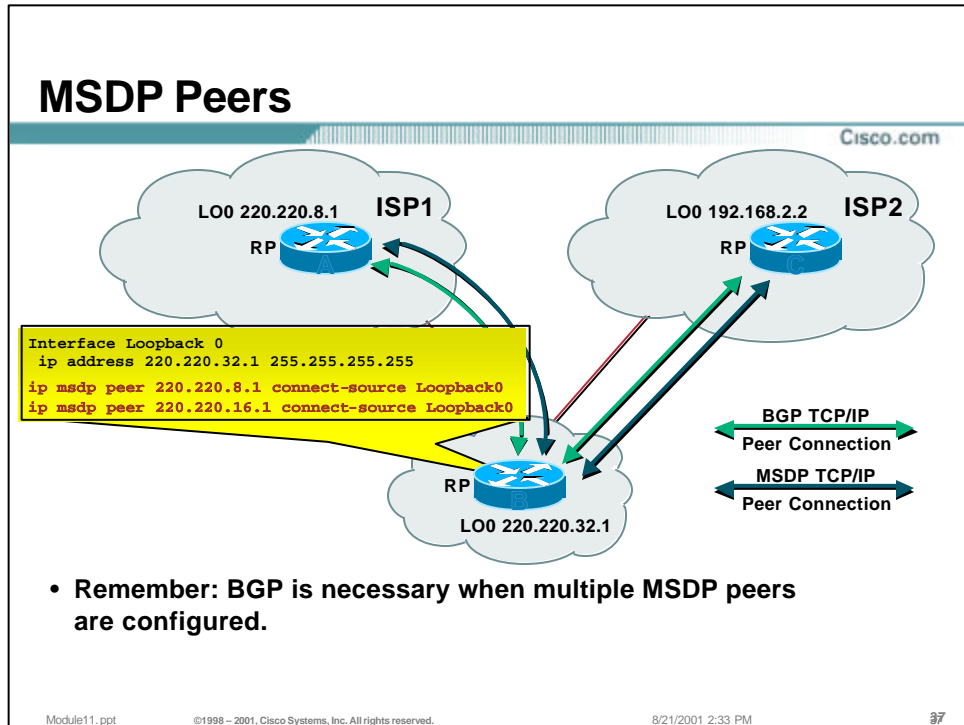 MSDP Peers
Cisco.com
LO0 220.220.8.1
ISP1
RP
A
LO0 192.168.2.2
ISP2
RP
C
Interface Loopback 0
ip address 220.220.32.1 255.255.255.255
ip msdp peer 220.220.8.1 connect-source Loopback0
ip msdp peer 220.220.16.1 connect-source Loopback0
BGP TCP/IP
Peer Connection
MSDP TCP/IP
Peer Connection
RP
B
LO0 220.220.32.1
• Remember: BGP is necessary when multiple MSDP peers
are configured.
Module11.ppt
©1998 – 2001, Cisco Systems, Inc. All rights reserved.
8/21/2001 2:33 PM
37